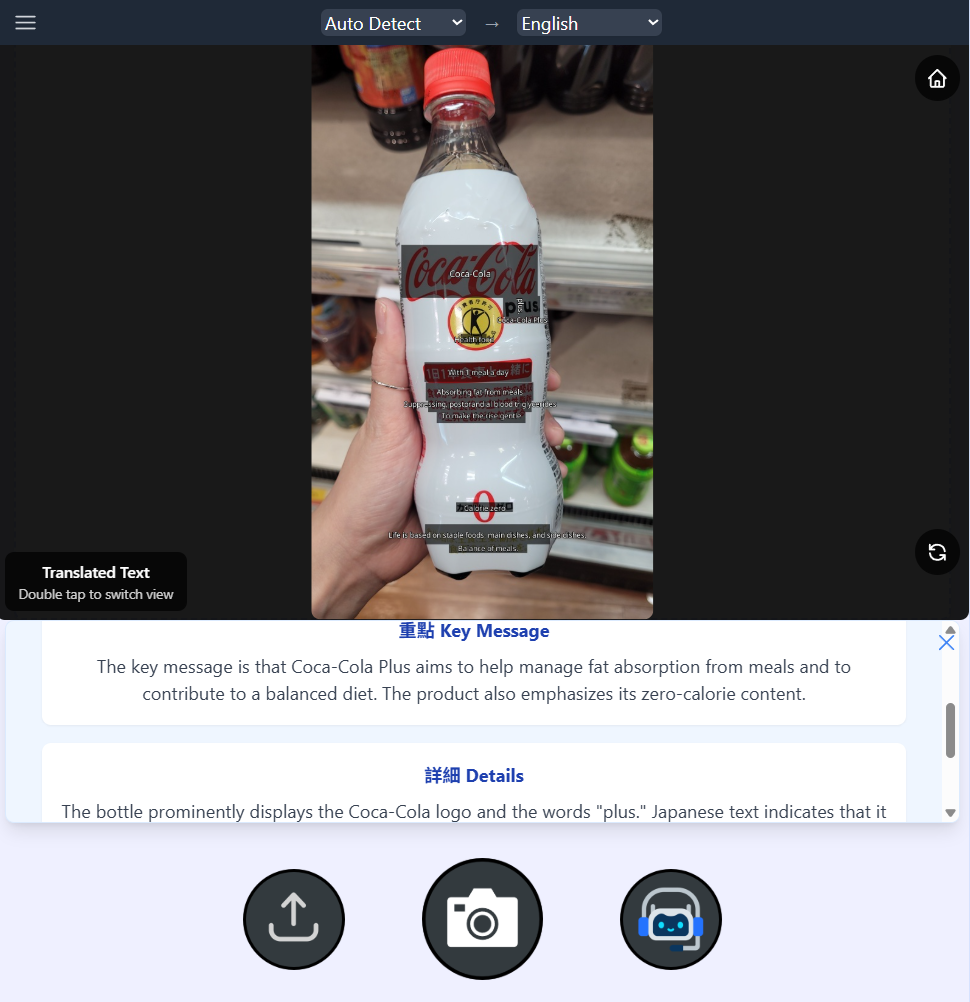 Auto Detect → English
Coca-Cola
Coca-Cola
plus
plus
Coca-Cola Plus
Health food
With 1 meal a day
Absorbing fat from meals.
Suppressing, postprandial blood triglycerides
To make the rise gentle.
0
Calorie zero
Life is based on staple foods, main dishes, and side dishes.
Balance of meals.
Translated Text
Double tap to switch view
重點 Key Message
The key message is that Coca-Cola Plus aims to help manage fat absorption from meals and to
contribute to a balanced diet. The product also emphasizes its zero-calorie content.
詳細 Details
The bottle prominently displays the Coca-Cola logo and the words "plus." Japanese text indicates that it